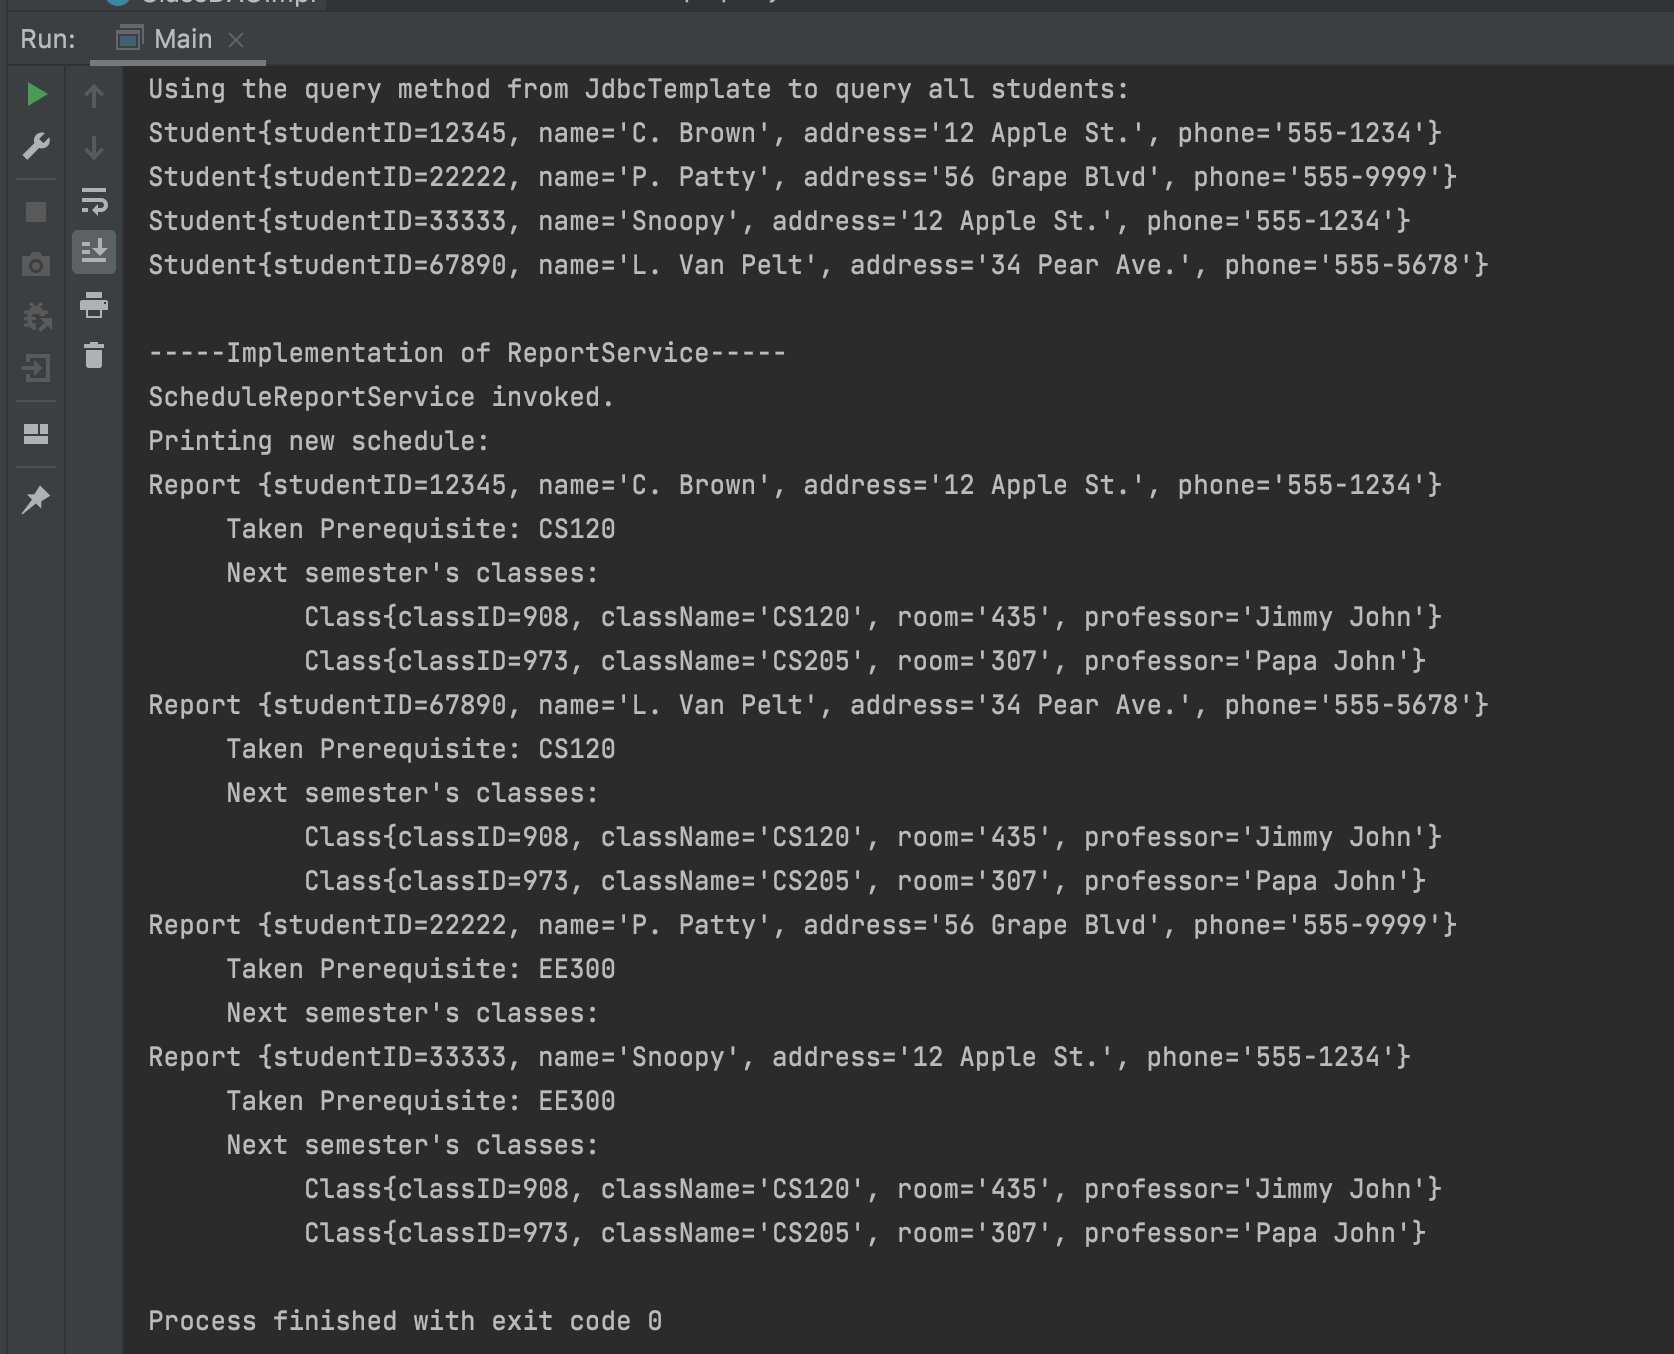 Run: Main
Using the query method from JdbcTemplate to query all students:
Student{studentID=12345, name='C. Brown', address='12 Apple St.', phone='555-1234'}
Student{studentID=22222, name='P. Patty', address='56 Grape Blvd', phone='555-9999'}
Student{studentID=33333, name='Snoopy', address='12 Apple St.', phone='555-1234'}
Student{studentID=67890, name='L. Van Pelt', address='34 Pear Ave.', phone='555-5678'}
-----Implementation of ReportService-----
ScheduleReportService invoked.
Printing new schedule:
Report {studentID=12345, name='C. Brown', address='12 Apple St.', phone='555-1234'}
Taken Prerequisite: CS120
Next semester's classes:
Class{classID=908, className='CS120', room='435', professor='Jimmy John'}
Class{classID=973, className='CS205', room='307', professor='Papa John'}
Report {studentID=67890, name='L. Van Pelt', address='34 Pear Ave.', phone='555-5678'}
Taken Prerequisite: CS120
Next semester's classes:
Class{classID=908, className='CS120', room='435', professor='Jimmy John'}
Class{classID=973, className='CS205', room='307', professor='Papa John'}
Report {studentID=22222, name='P. Patty', address='56 Grape Blvd', phone='555-9999'}
Taken Prerequisite: EE300
Next semester's classes:
Report {studentID=33333, name='Snoopy', address='12 Apple St.', phone='555-1234'}
Taken Prerequisite: EE300
Next semester's classes:
Class{classID=908, className='CS120', room='435', professor='Jimmy John'}
Class{classID=973, className='CS205', room='307', professor='Papa John'}
Process finished with exit code 0